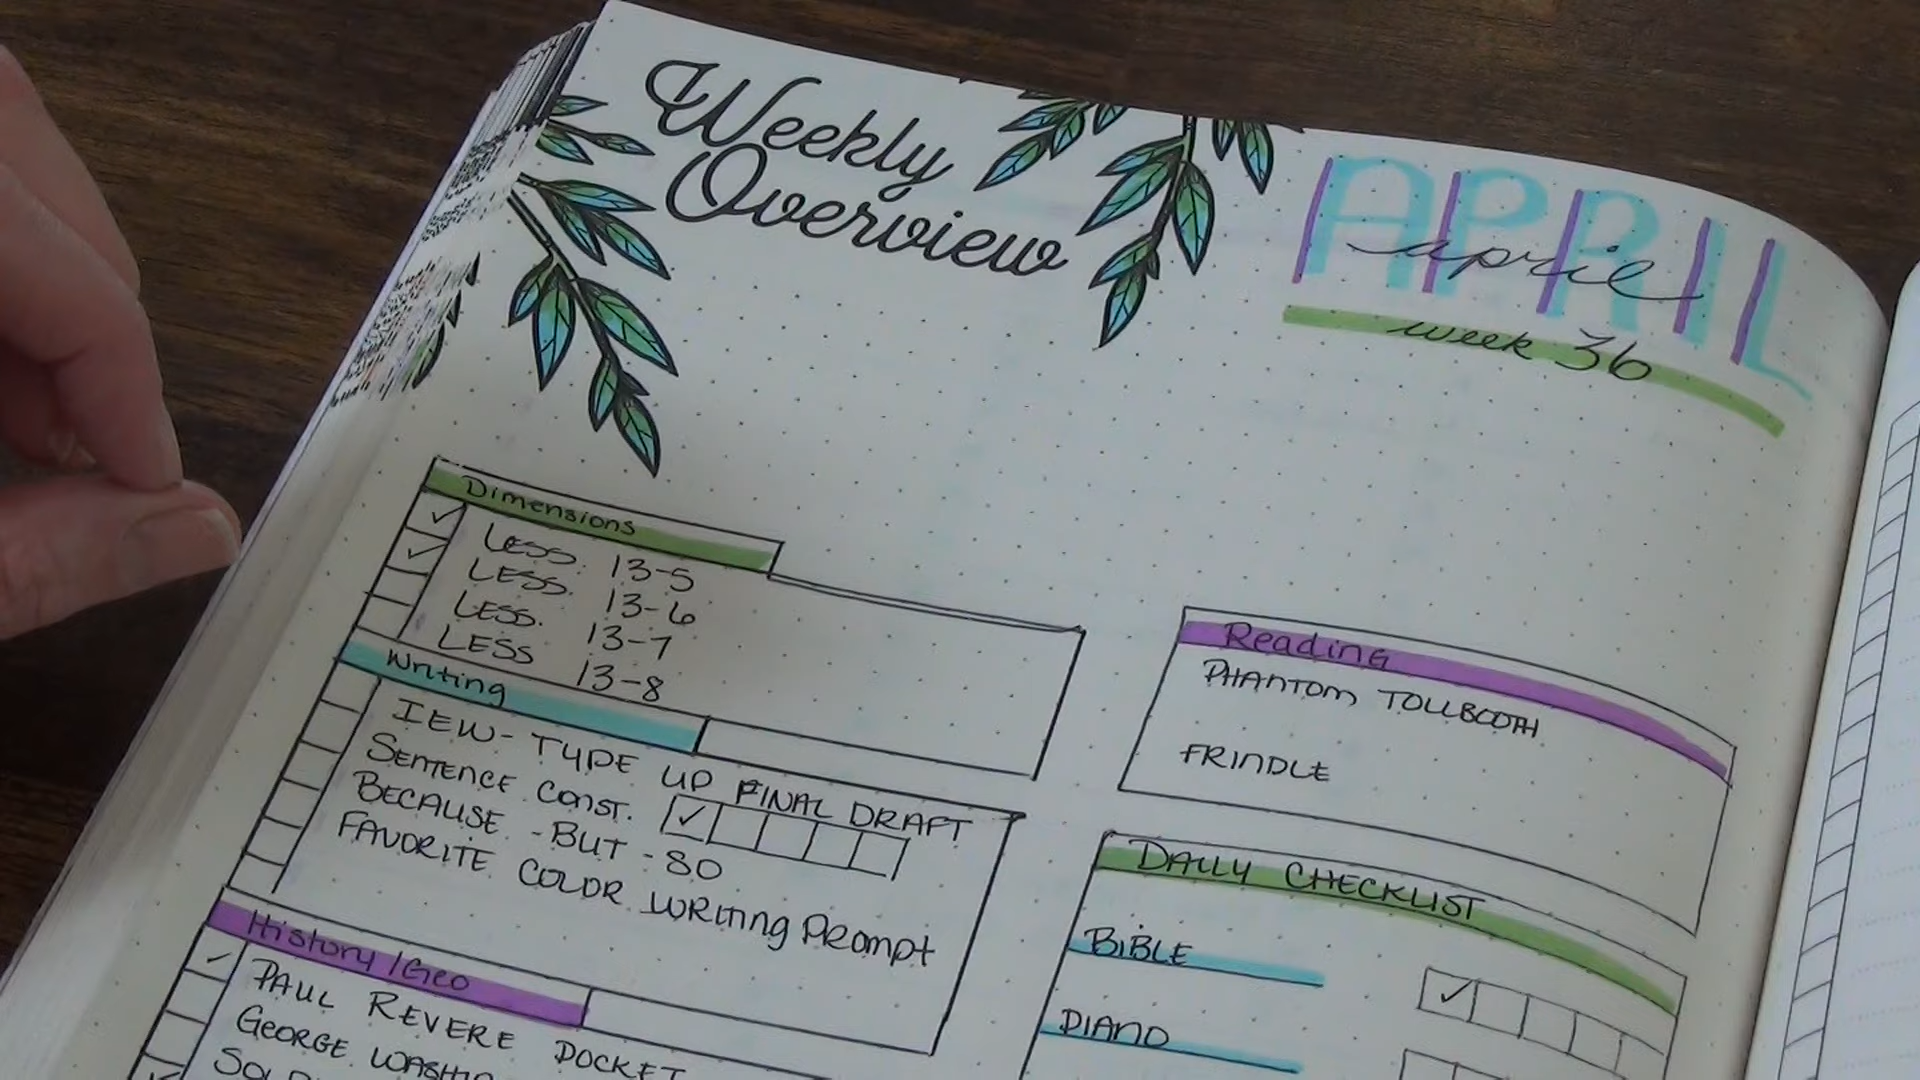 Weekly
Overview
APRIL
april
week 36
Dimensions
LESS. 13-5
LESS. 13-6
LESS. 13-7
LESS 13-8
Writing
IEW- TYPE UP FINAL DRAFT
SENTENCE CONST.
BECAUSE - BUT - SO
FAVORITE COLOR WRITING Prompt
History/Geo
PAUL REVERE POCKET
GEORGE
Reading
PHANTOM TOLLBOOTH
FRINDLE
DAILY CHECKLIST
BIBLE
PIANO